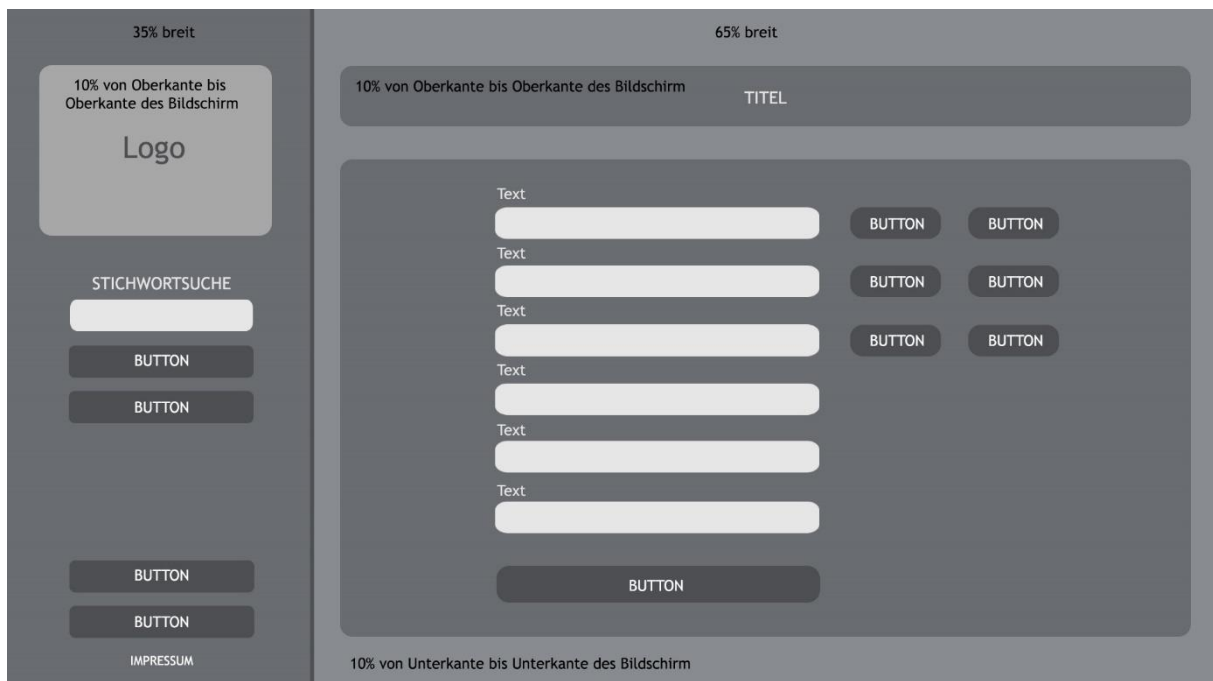 35% breit
10% von Oberkante bis
Oberkante des Bildschirm
Logo
STICHWORTSUCHE
BUTTON
BUTTON
BUTTON
BUTTON
IMPRESSUM
65% breit
10% von Oberkante bis Oberkante des Bildschirm
TITEL
Text
BUTTON BUTTON
Text
BUTTON BUTTON
Text
BUTTON BUTTON
Text
Text
Text
BUTTON
10% von Unterkante bis Unterkante des Bildschirm